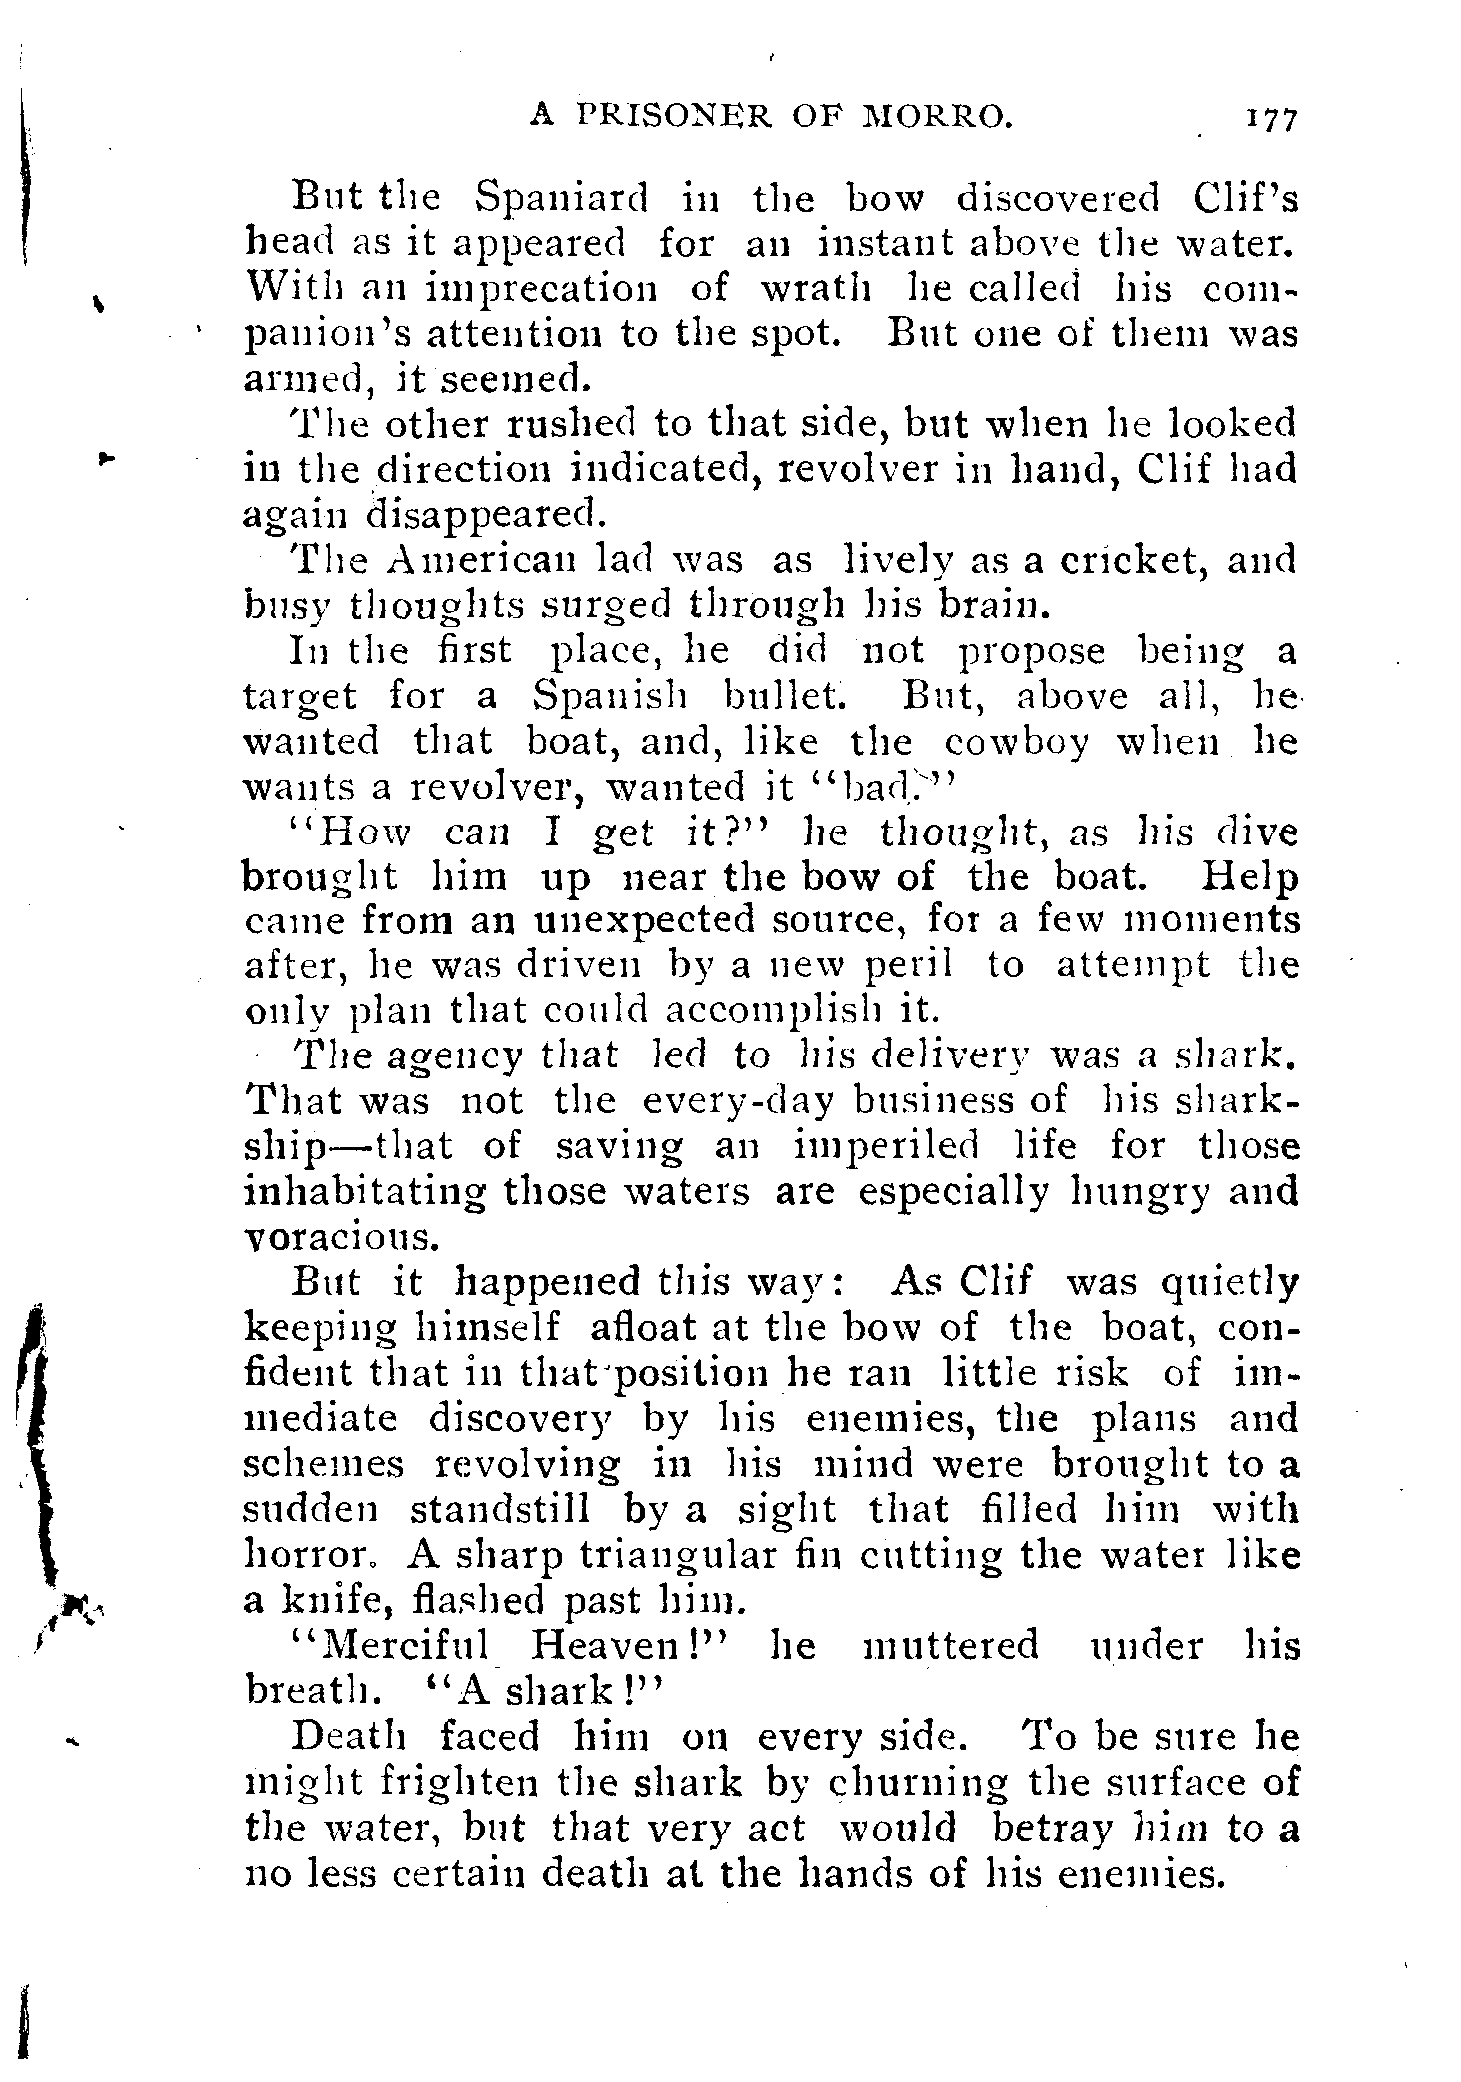 A PRISONER OF MORRO. 177
But the Spaniard in the bow discovered Clif's
head as it appeared for an instant above the water.
With an imprecation of wrath he called his com-
panion's attention to the spot. But one of them was
armed, it seemed.
The other rushed to that side, but when he looked
in the direction indicated, revolver in hand, Clif had
again disappeared.
The American lad was as lively as a cricket, and
busy thoughts surged through his brain.
In the first place, he did not propose being a
target for a Spanish bullet. But, above all, he
wanted that boat, and, like the cowboy when he
wants a revolver, wanted it "bad."
"How can I get it?" he thought, as his dive
brought him up near the bow of the boat. Help
came from an unexpected source, for a few moments
after, he was driven by a new peril to attempt the
only plan that could accomplish it.
The agency that led to his delivery was a shark.
That was not the every-day business of his shark-
ship—that of saving an imperiled life for those
inhabitating those waters are especially hungry and
voracious.
But it happened this way: As Clif was quietly
keeping himself afloat at the bow of the boat, con-
fident that in that position he ran little risk of im-
mediate discovery by his enemies, the plans and
schemes revolving in his mind were brought to a
sudden standstill by a sight that filled him with
horror. A sharp triangular fin cutting the water like
a knife, flashed past him.
"Merciful Heaven!" he muttered under his
breath. "A shark!"
Death faced him on every side. To be sure he
might frighten the shark by churning the surface of
the water, but that very act would betray him to a
no less certain death at the hands of his enemies.